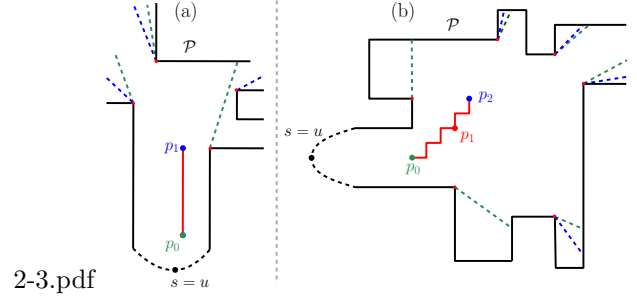 (a)
𝒫
p₁
p₀
s = u
(b)
𝒫
s = u
p₂
p₁
p₀
2-3.pdf